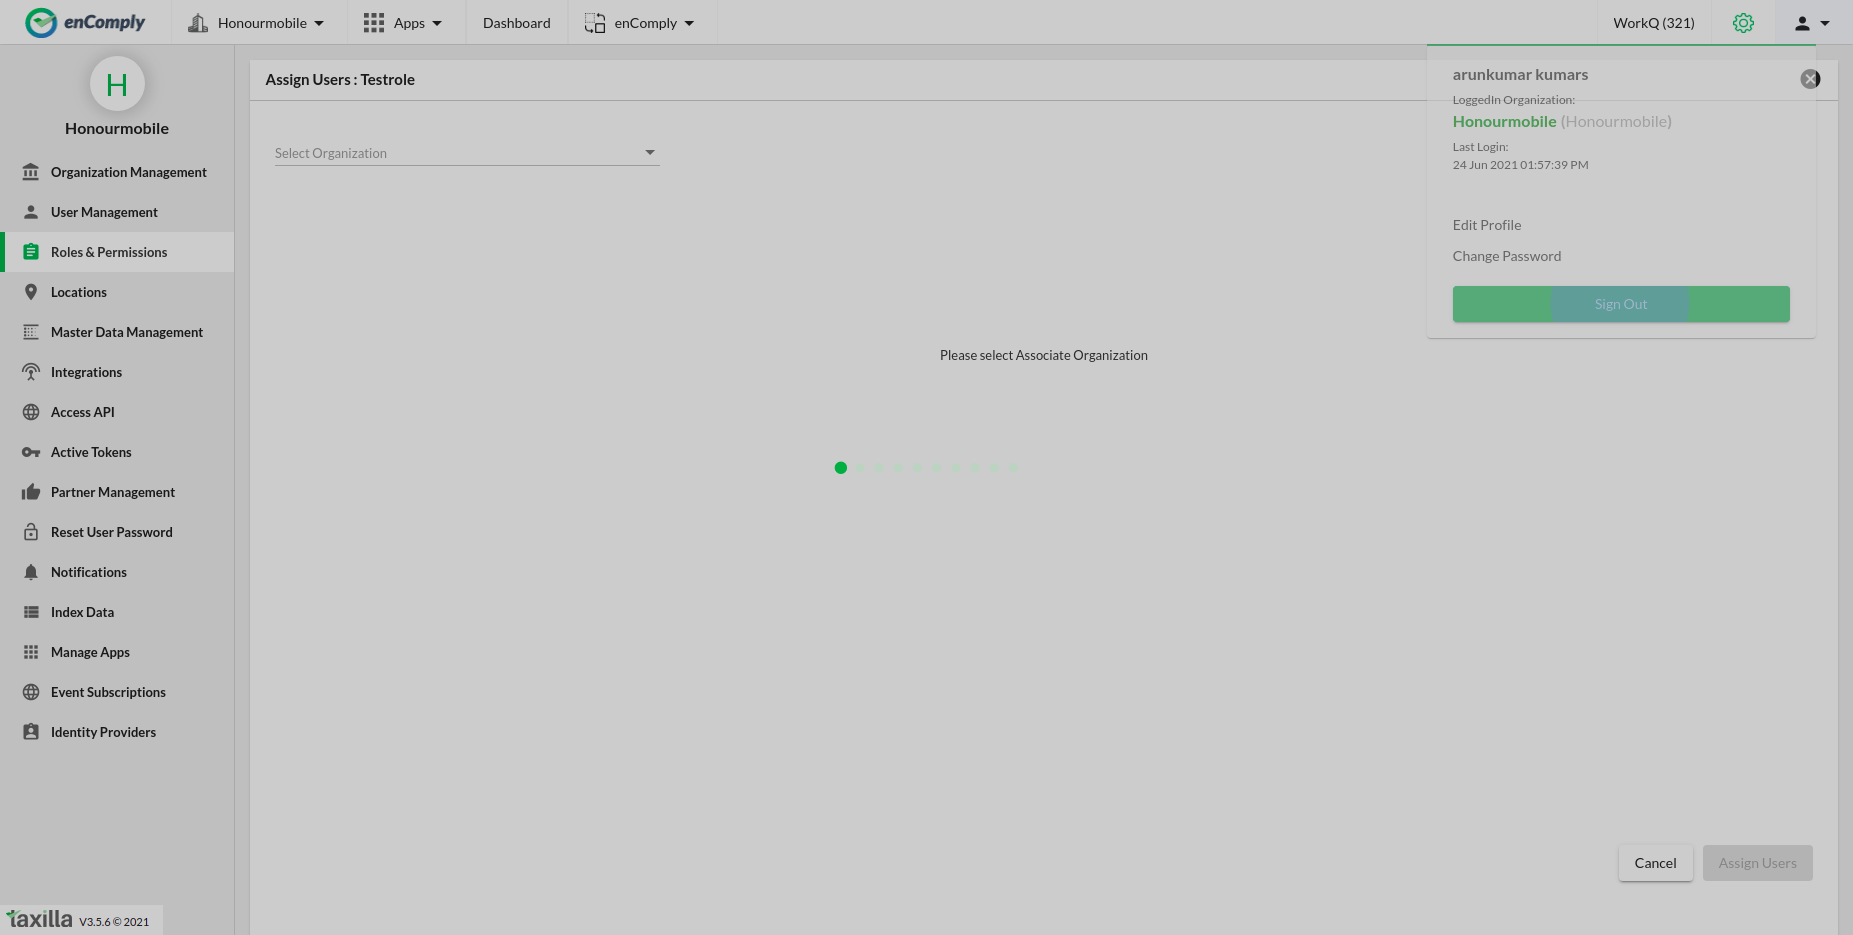 enComply
Honourmobile
Apps
Dashboard
enComply
WorkQ (321)
H
Honourmobile
Organization Management
User Management
Roles & Permissions
Locations
Master Data Management
Integrations
Access API
Active Tokens
Partner Management
Reset User Password
Notifications
Index Data
Manage Apps
Event Subscriptions
Identity Providers
taxilla V3.5.6 © 2021
Assign Users : Testrole
Select Organization
Please select Associate Organization
arunkumar kumars
LoggedIn Organization:
Honourmobile (Honourmobile)
Last Login:
24 Jun 2021 01:57:39 PM
Edit Profile
Change Password
Sign Out
Cancel
Assign Users